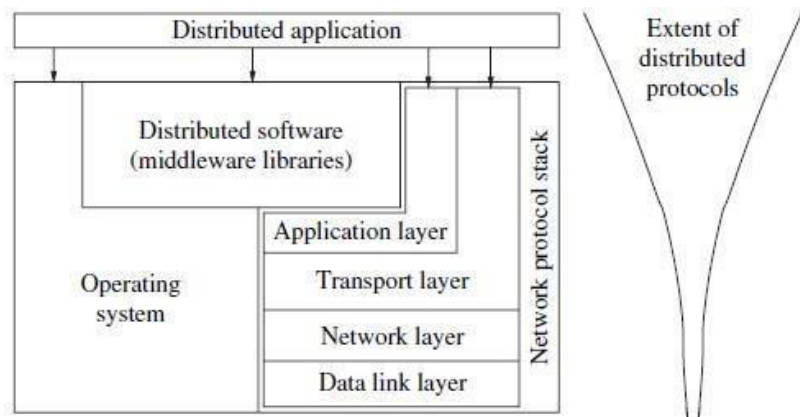 Distributed application
Extent of
distributed
protocols
Distributed software
(middleware libraries)
Network protocol stack
Application layer
Operating
system
Transport layer
Network layer
Data link layer